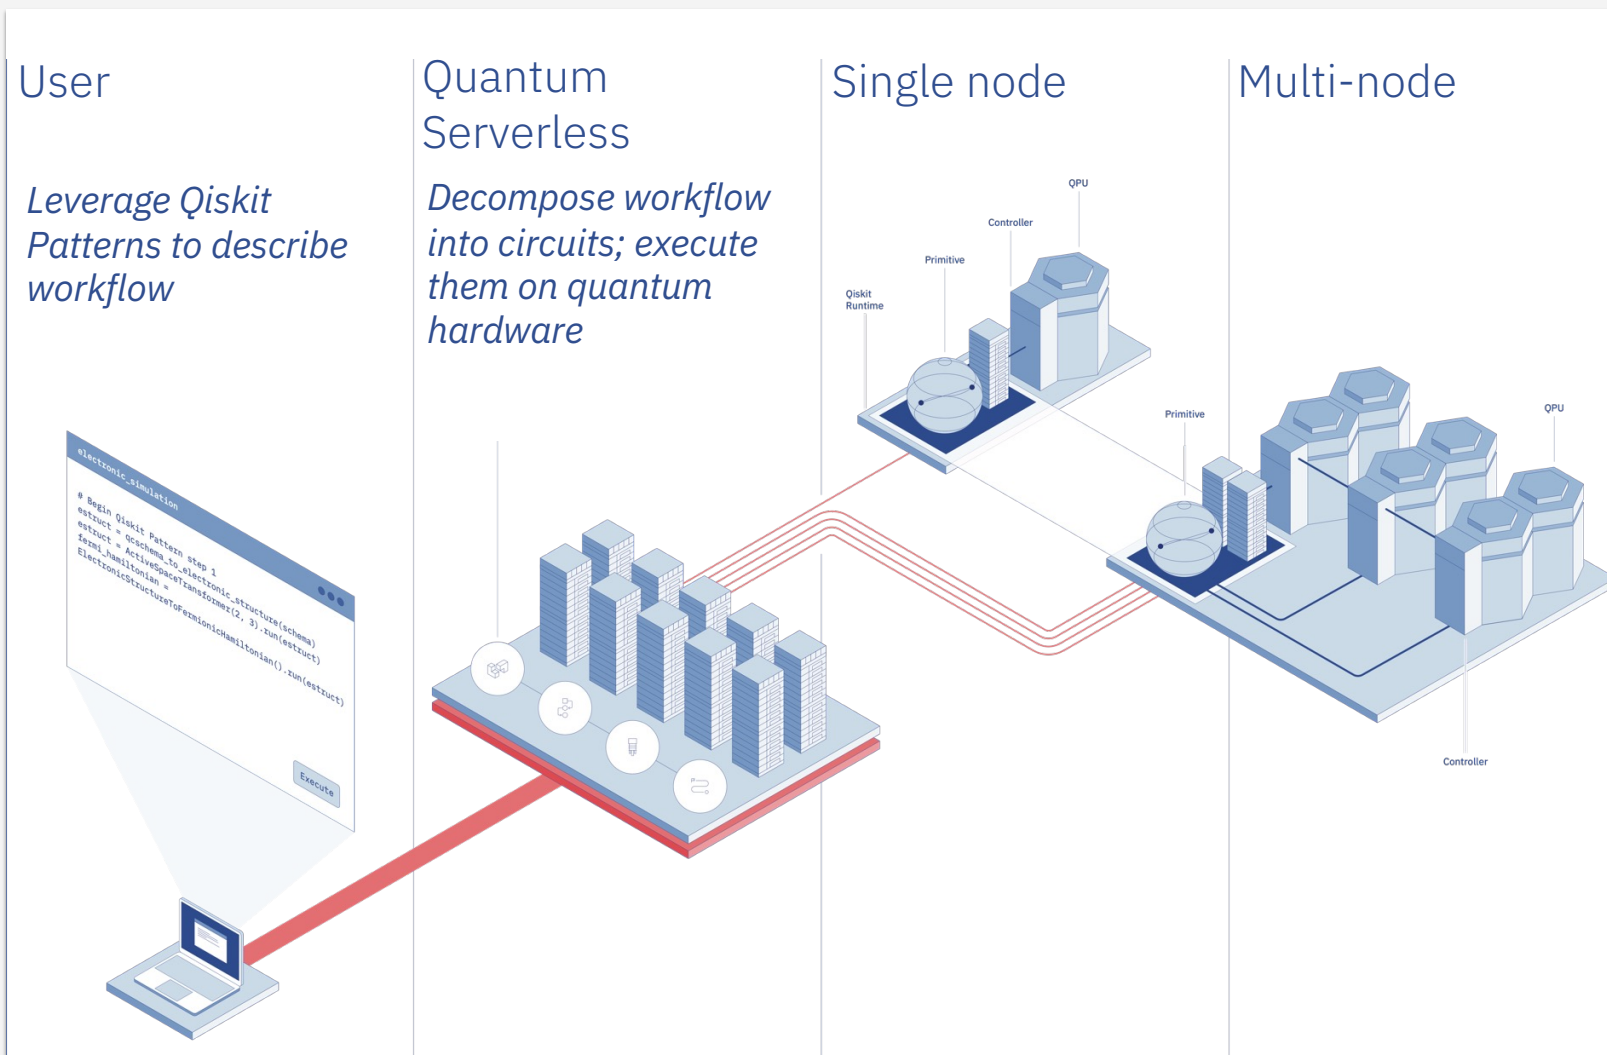 User
Leverage Qiskit
Patterns to describe
workflow
electronic_simulation
# Begin Qiskit Pattern step 1
estruct = qcschema_to_electronic_structure(schema)
estruct = ActiveSpaceTransformer(2, 3).run(estruct)
fermi_hamiltonian =
ElectronicStructureToFermionicHamiltonian().run(estruct)
Execute
Quantum
Serverless
Decompose workflow
into circuits; execute
them on quantum
hardware
Single node
QPU
Controller
Primitive
Qiskit
Runtime
Multi-node
Primitive
QPU
Controller